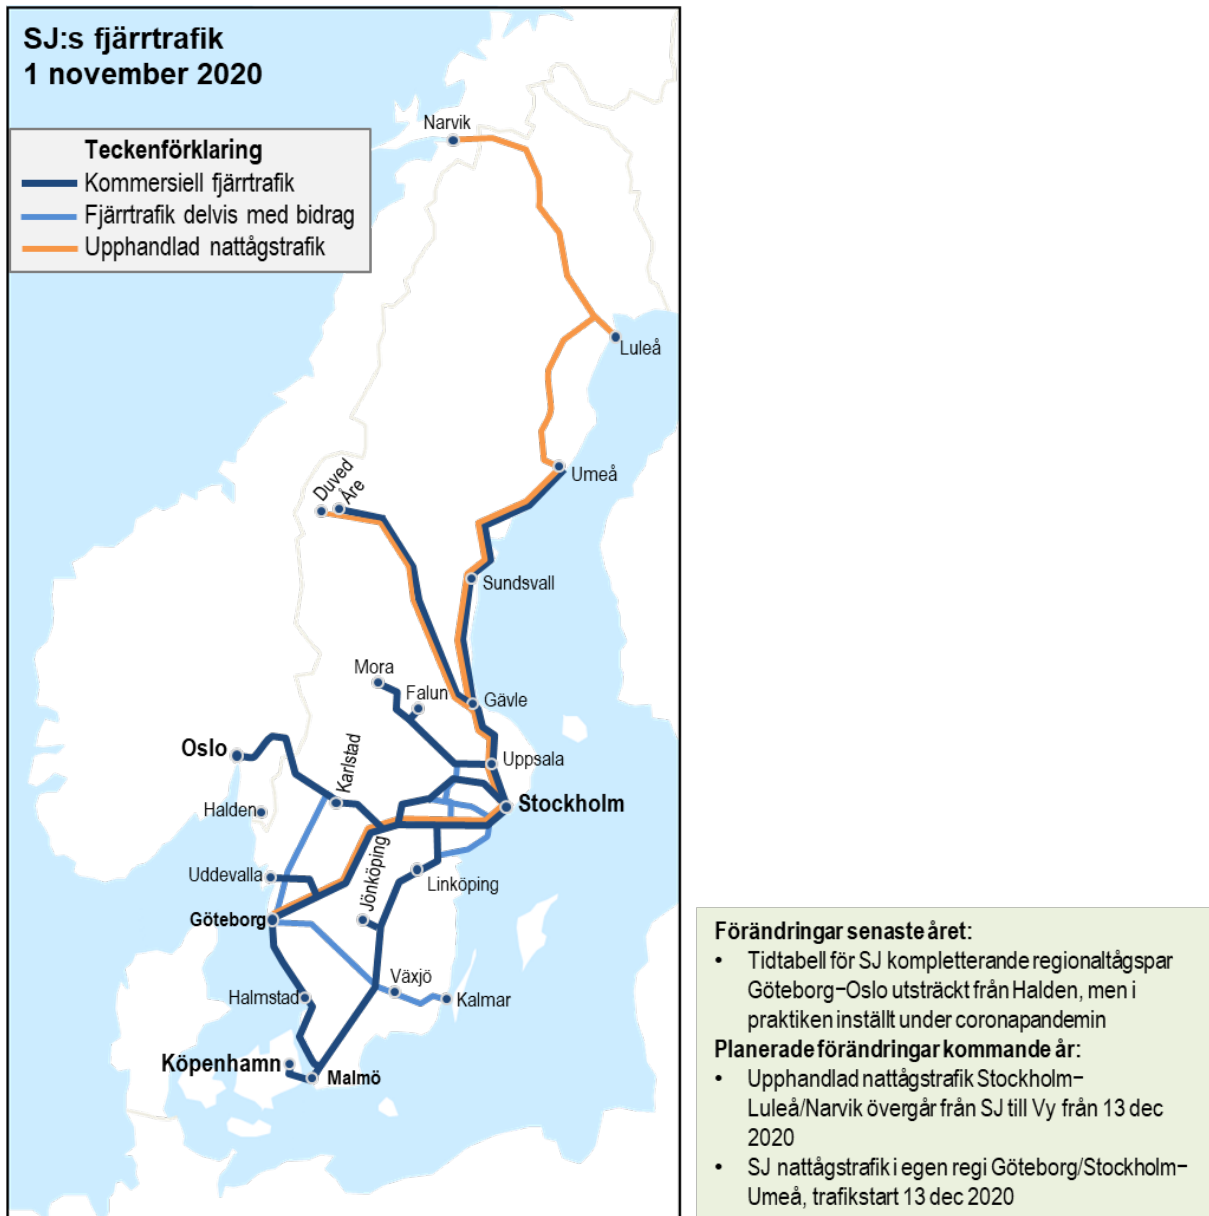 SJ:s fjärrtrafik
1 november 2020
Teckenförklaring
Kommersiell fjärrtrafik
Fjärrtrafik delvis med bidrag
Upphandlad nattågstrafik
Narvik
Luleå
Umeå
Duved
Åre
Sundsvall
Mora
Falun
Gävle
Oslo
Karlstad
Uppsala
Stockholm
Halden
Jönköping
Uddevalla
Linköping
Göteborg
Växjö
Halmstad
Kalmar
Köpenhamn
Malmö
Förändringar senaste året:
• Tidtabell för SJ kompletterande regionaltågspar
Göteborg–Oslo utsträckt från Halden, men i
praktiken inställt under coronapandemin
Planerade förändringar kommande år:
• Upphandlad nattågstrafik Stockholm–
Luleå/Narvik övergår från SJ till Vy från 13 dec
2020
• SJ nattågstrafik i egen regi Göteborg/Stockholm–
Umeå, trafikstart 13 dec 2020